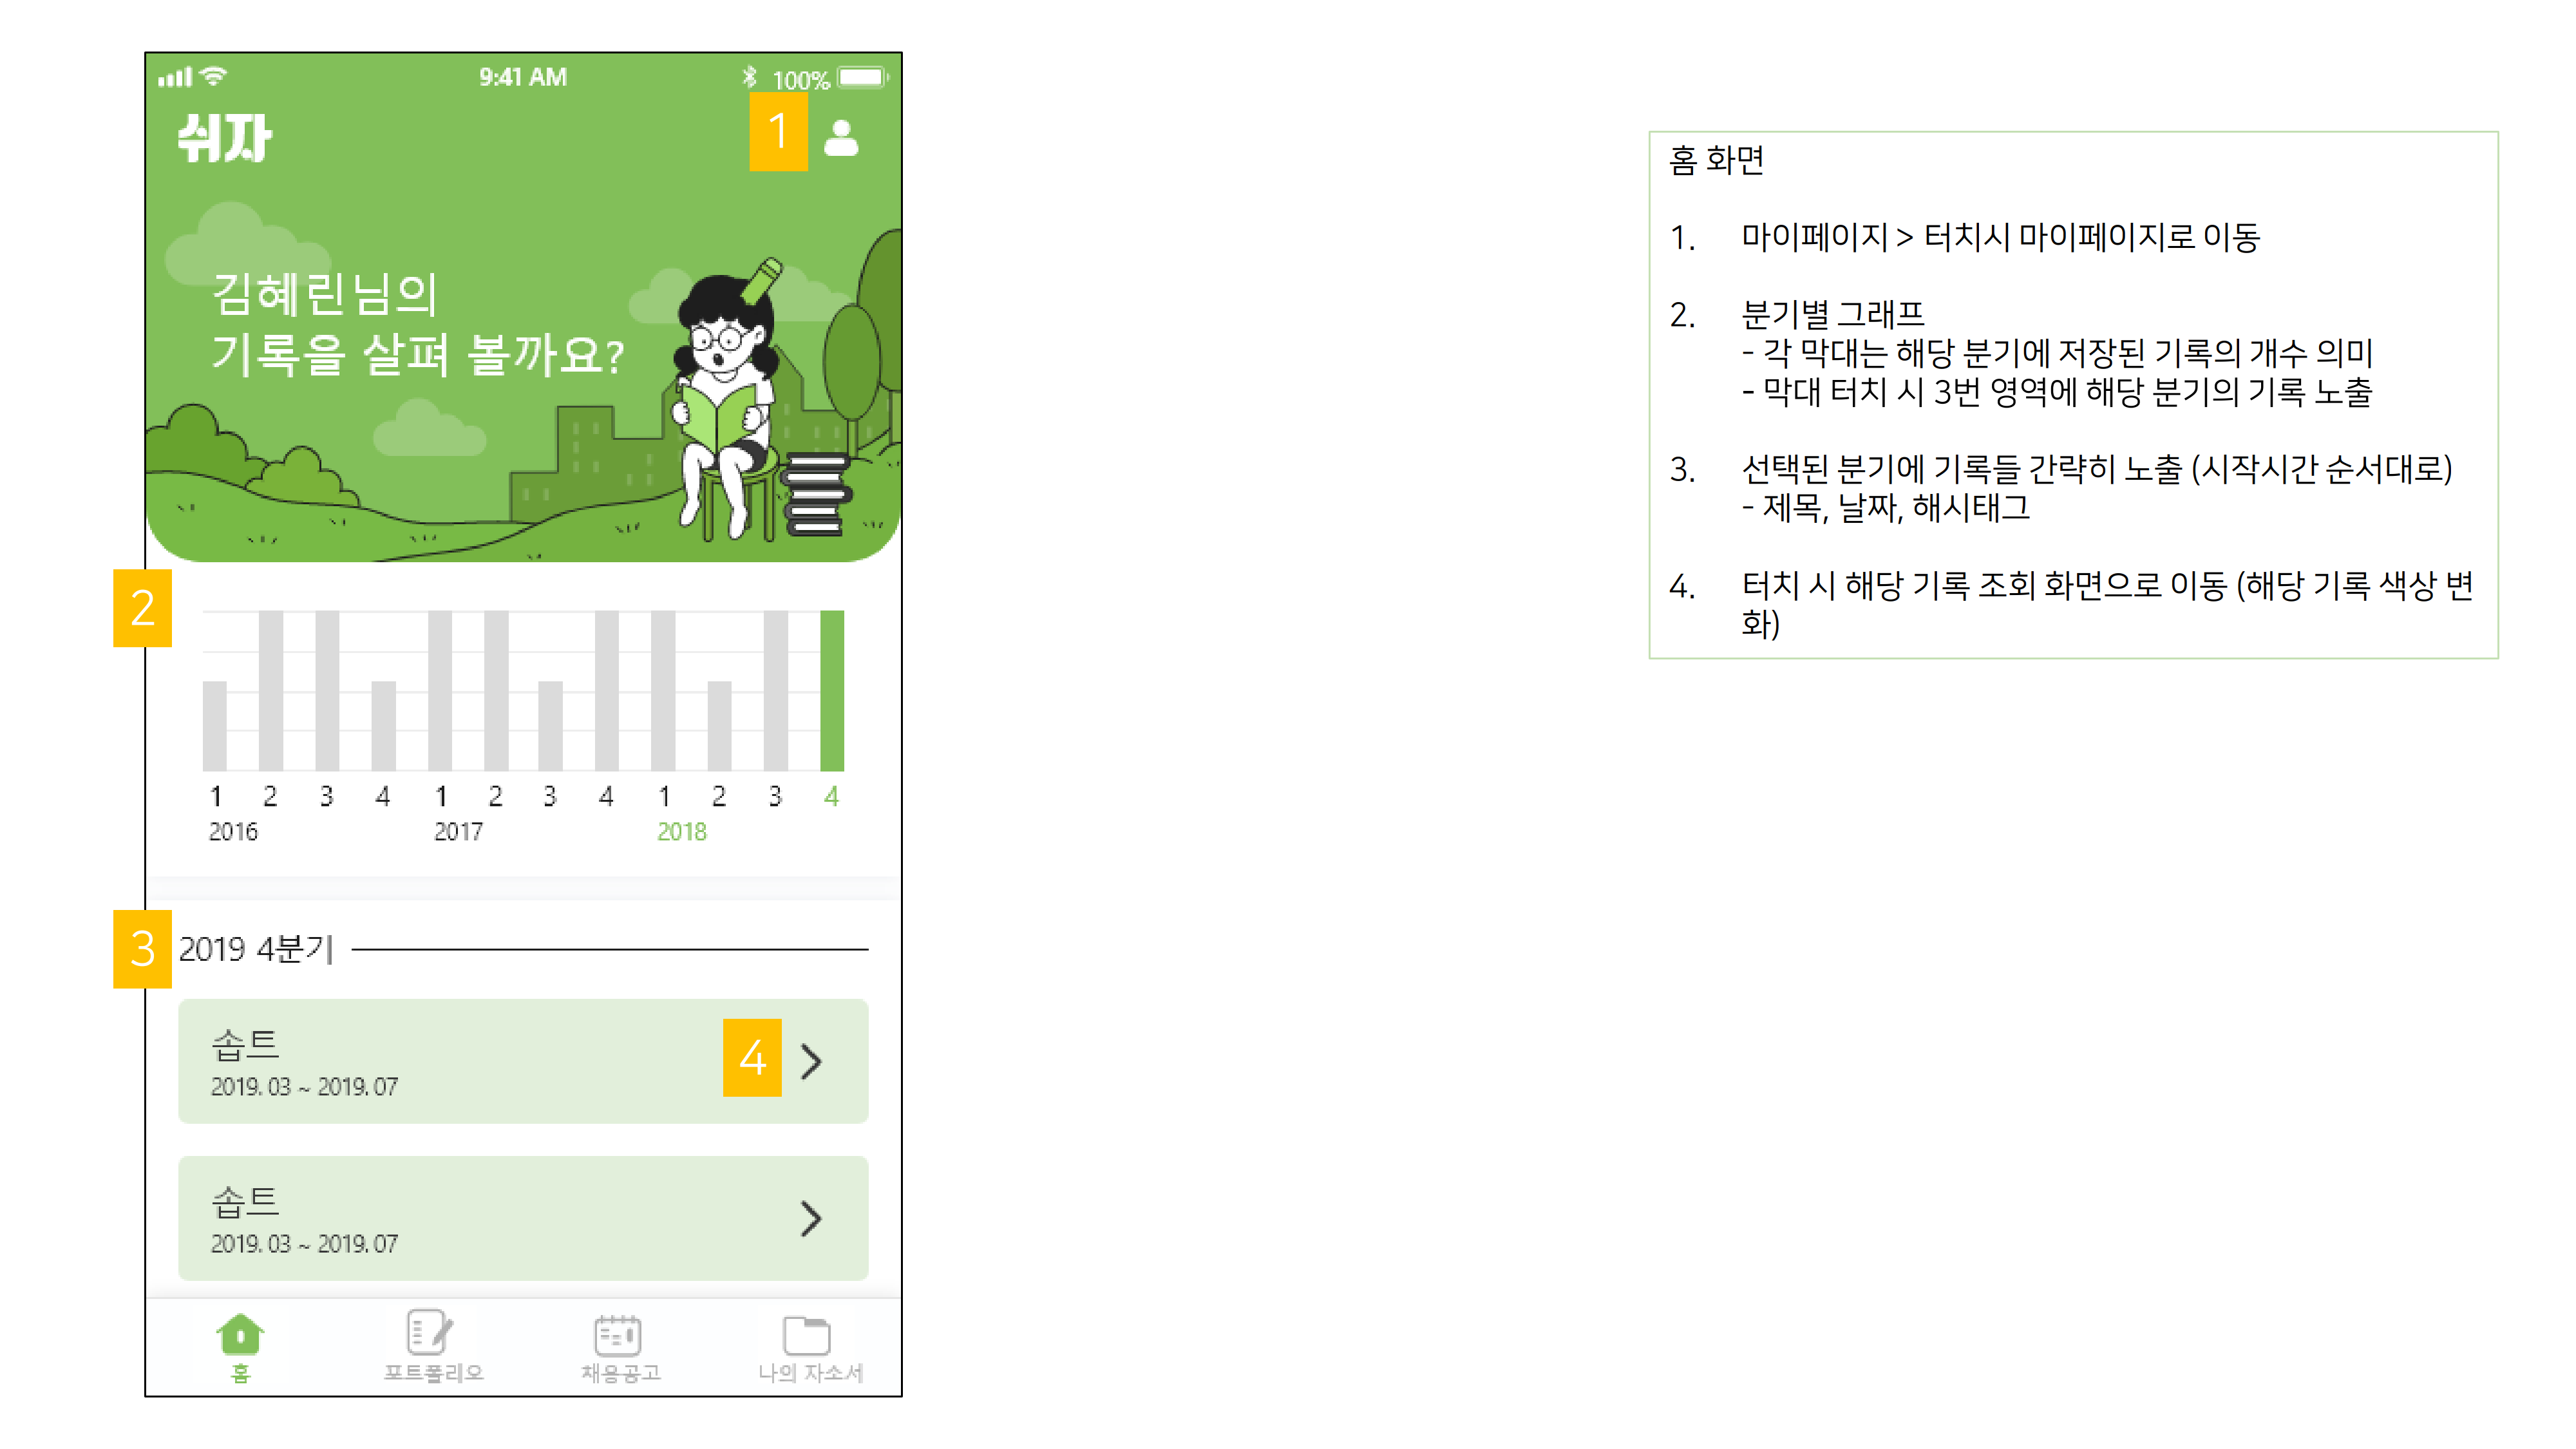 9:41 AM
100%
쉬자
1
김혜린님의
기록을 살펴 볼까요?
2
1 2 3 4 1 2 3 4 1 2 3 4
2016 2017 2018
3
2019 4분기
솝트
2019. 03 ~ 2019. 07
4
솝트
2019. 03 ~ 2019. 07
홈 포트폴리오 채용공고 나의 자소서
홈 화면
1. 마이페이지 > 터치시 마이페이지로 이동
2. 분기별 그래프
- 각 막대는 해당 분기에 저장된 기록의 개수 의미
- 막대 터치 시 3번 영역에 해당 분기의 기록 노출
3. 선택된 분기에 기록들 간략히 노출 (시작시간 순서대로)
- 제목, 날짜, 해시태그
4. 터치 시 해당 기록 조회 화면으로 이동 (해당 기록 색상 변
화)